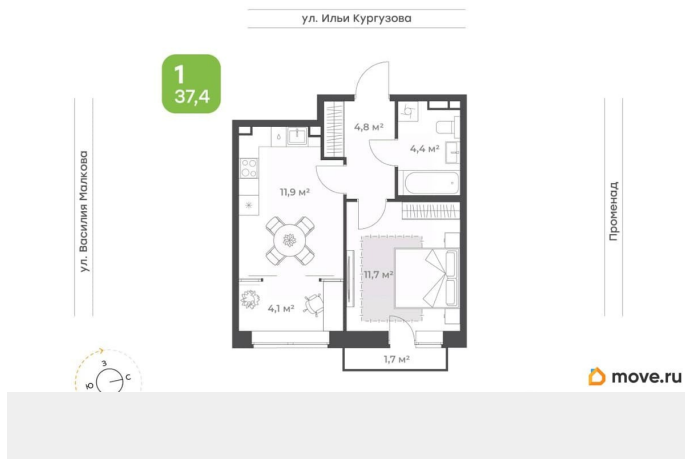 ул. Ильи Кургузова
1
37,4
4,8 м²
4,4 м²
11,9 м²
11,7 м²
4,1 м²
1,7 м²
ул. Василия Малкова
Променад
З
С
Ю
move.ru